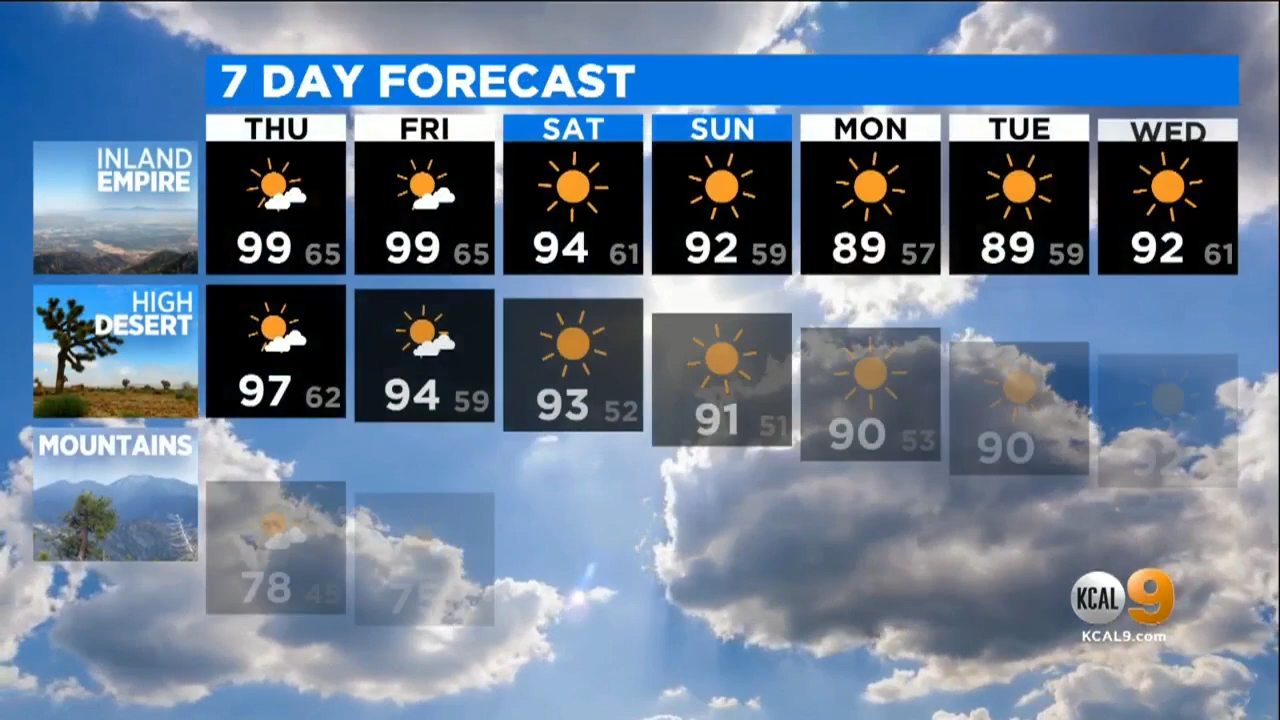 7 DAY FORECAST
THU FRI SAT SUN MON TUE WED
INLAND
EMPIRE
99 65 99 65 94 61 92 59 89 57 89 59 92 61
HIGH
DESERT
97 62 94 59 93 52 91 51 90 53 90
MOUNTAINS
78 45 75
KCAL 9
KCAL9.com